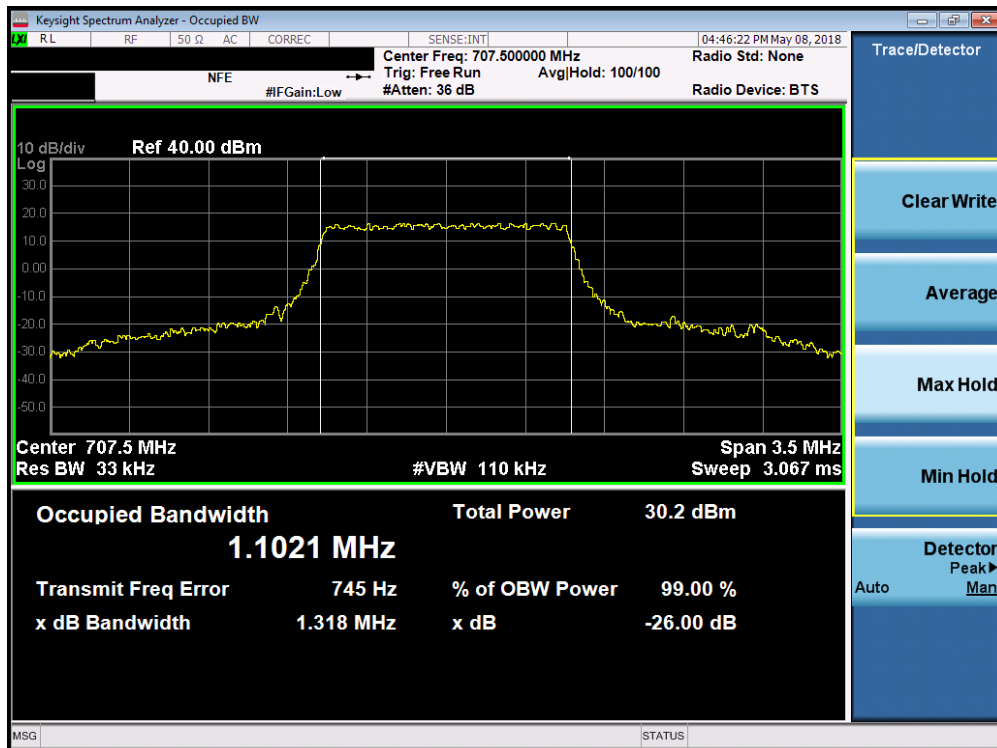 Keysight Spectrum Analyzer - Occupied BW
LXI RL RF 50 Ω AC CORREC SENSE:INT 04:46:22 PM May 08, 2018
Center Freq: 707.500000 MHz Radio Std: None
NFE Trig: Free Run Avg|Hold: 100/100
#IFGain:Low #Atten: 36 dB Radio Device: BTS
10 dB/div Ref 40.00 dBm
Log
30.0
20.0
10.0
0.00
-10.0
-20.0
-30.0
-40.0
-50.0
Center 707.5 MHz Span 3.5 MHz
Res BW 33 kHz #VBW 110 kHz Sweep 3.067 ms
Occupied Bandwidth Total Power 30.2 dBm
1.1021 MHz
Transmit Freq Error 745 Hz % of OBW Power 99.00 %
x dB Bandwidth 1.318 MHz x dB -26.00 dB
MSG STATUS
Trace/Detector
Clear Write
Average
Max Hold
Min Hold
Detector
Peak▶
Auto Man